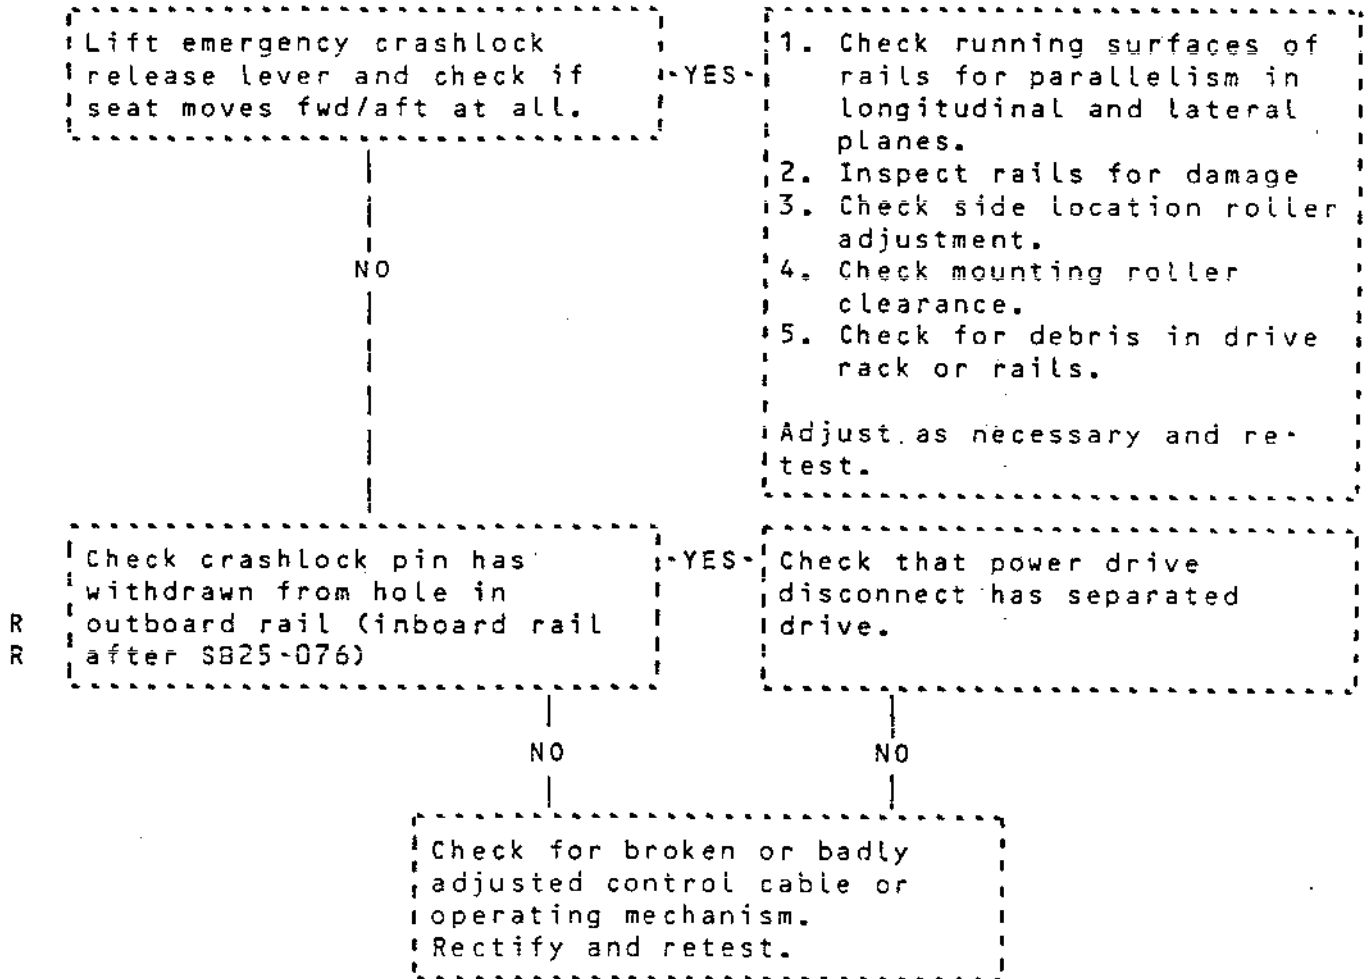 Lift emergency crashlock
release lever and check if
seat moves fwd/aft at all.
YES
1. Check running surfaces of
rails for parallelism in
longitudinal and lateral
planes.
2. Inspect rails for damage
3. Check side location roller
adjustment.
4. Check mounting roller
clearance.
5. Check for debris in drive
rack or rails.
Adjust as necessary and re-
test.
NO
Check crashlock pin has
withdrawn from hole in
R outboard rail (inboard rail
R after SB25-076)
YES
Check that power drive
disconnect has separated
drive.
NO
NO
Check for broken or badly
adjusted control cable or
operating mechanism.
Rectify and retest.